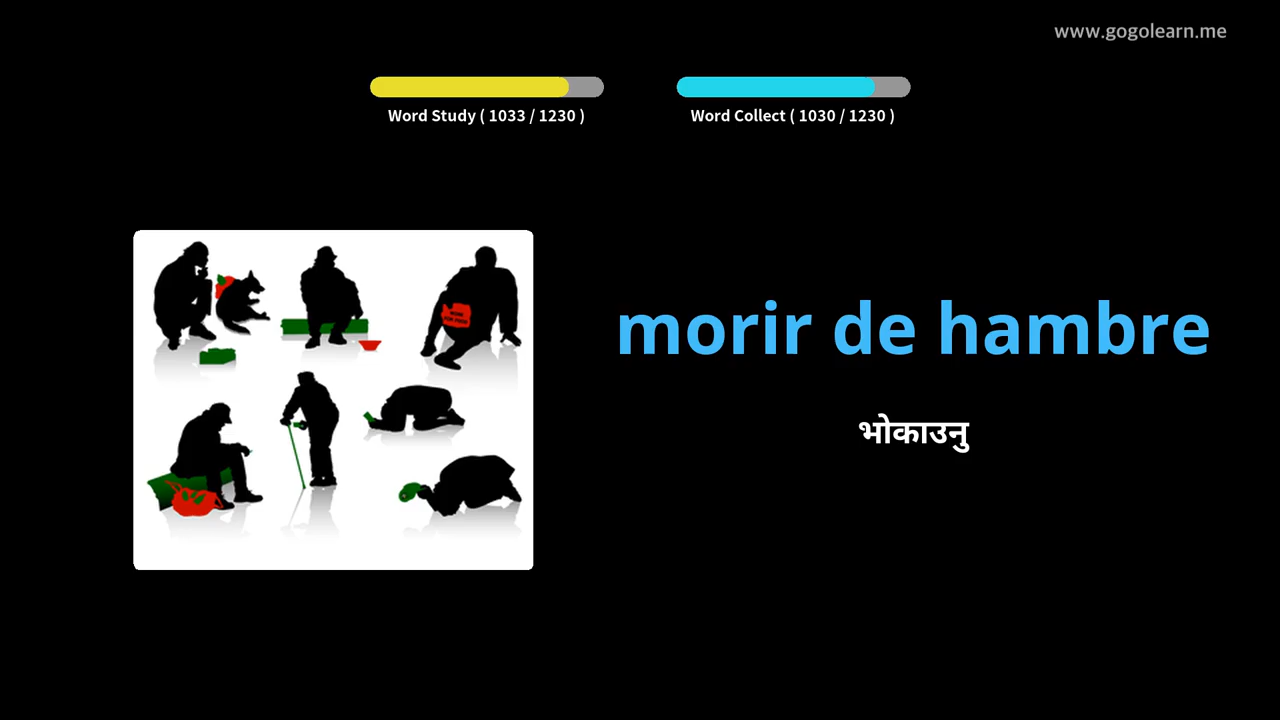 www.gogolearn.me
Word Study ( 1033 / 1230 )
Word Collect ( 1030 / 1230 )
morir de hambre
भोकाउनु